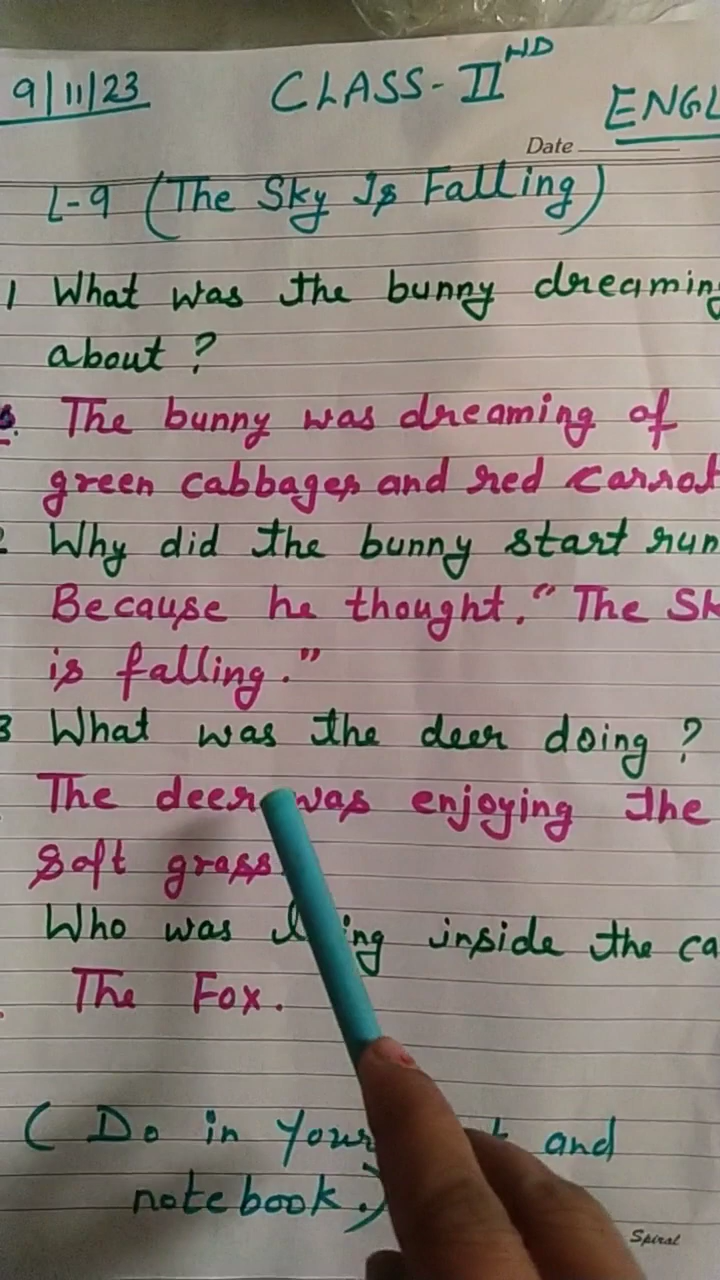 9/11/23 CLASS-II ND ENGL
Date
L-9 (The Sky Is Falling)
1 What was the bunny dreaming
about ?
The bunny was dreaming of
green cabbages and red carrot
2 Why did the bunny start run
Because he thought." The Sk
is falling."
3 What was the deer doing ?
The deer was enjoying the
soft grass
Who was inside the ca
The Fox.
( Do in your and
notebook.)
Spiral